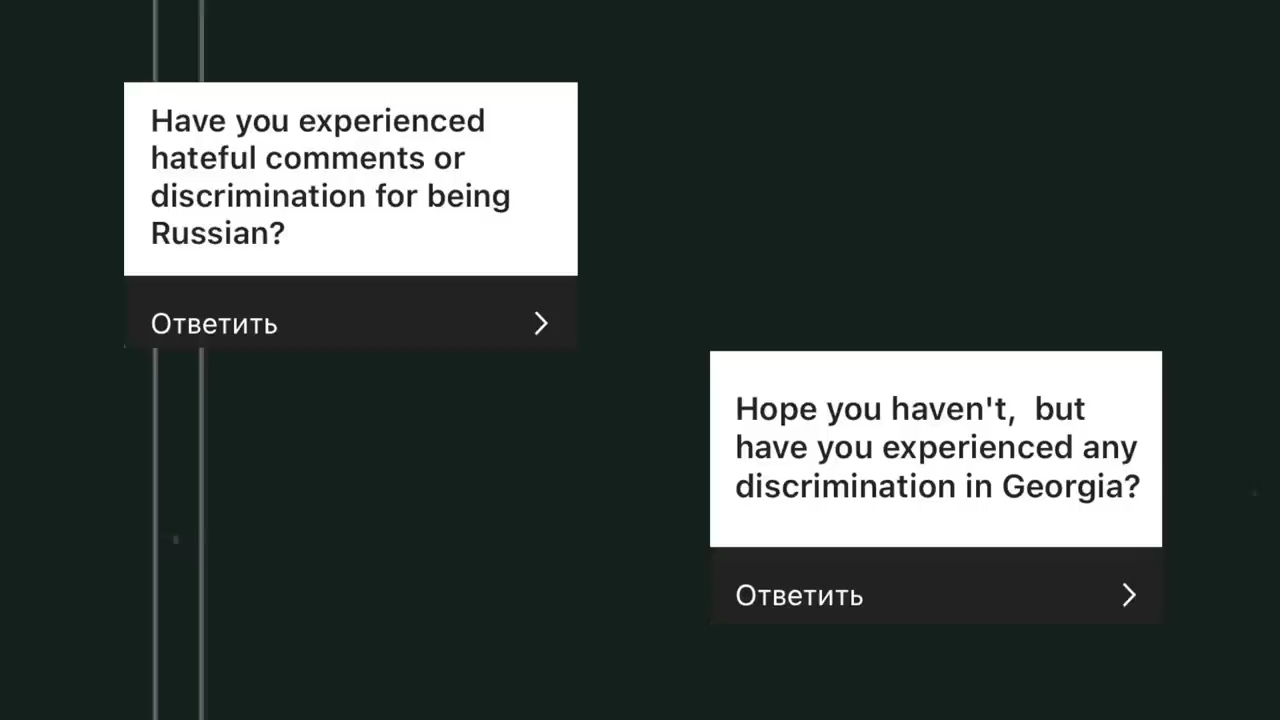 Have you experienced
hateful comments or
discrimination for being
Russian?
Ответить
Hope you haven't,  but
have you experienced any
discrimination in Georgia?
Ответить